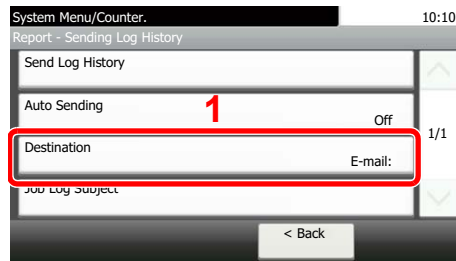 System Menu/Counter.
10:10
Report - Sending Log History
Send Log History
Auto Sending
1
Off
1/1
Destination
E-mail:
Job Log Subject
< Back